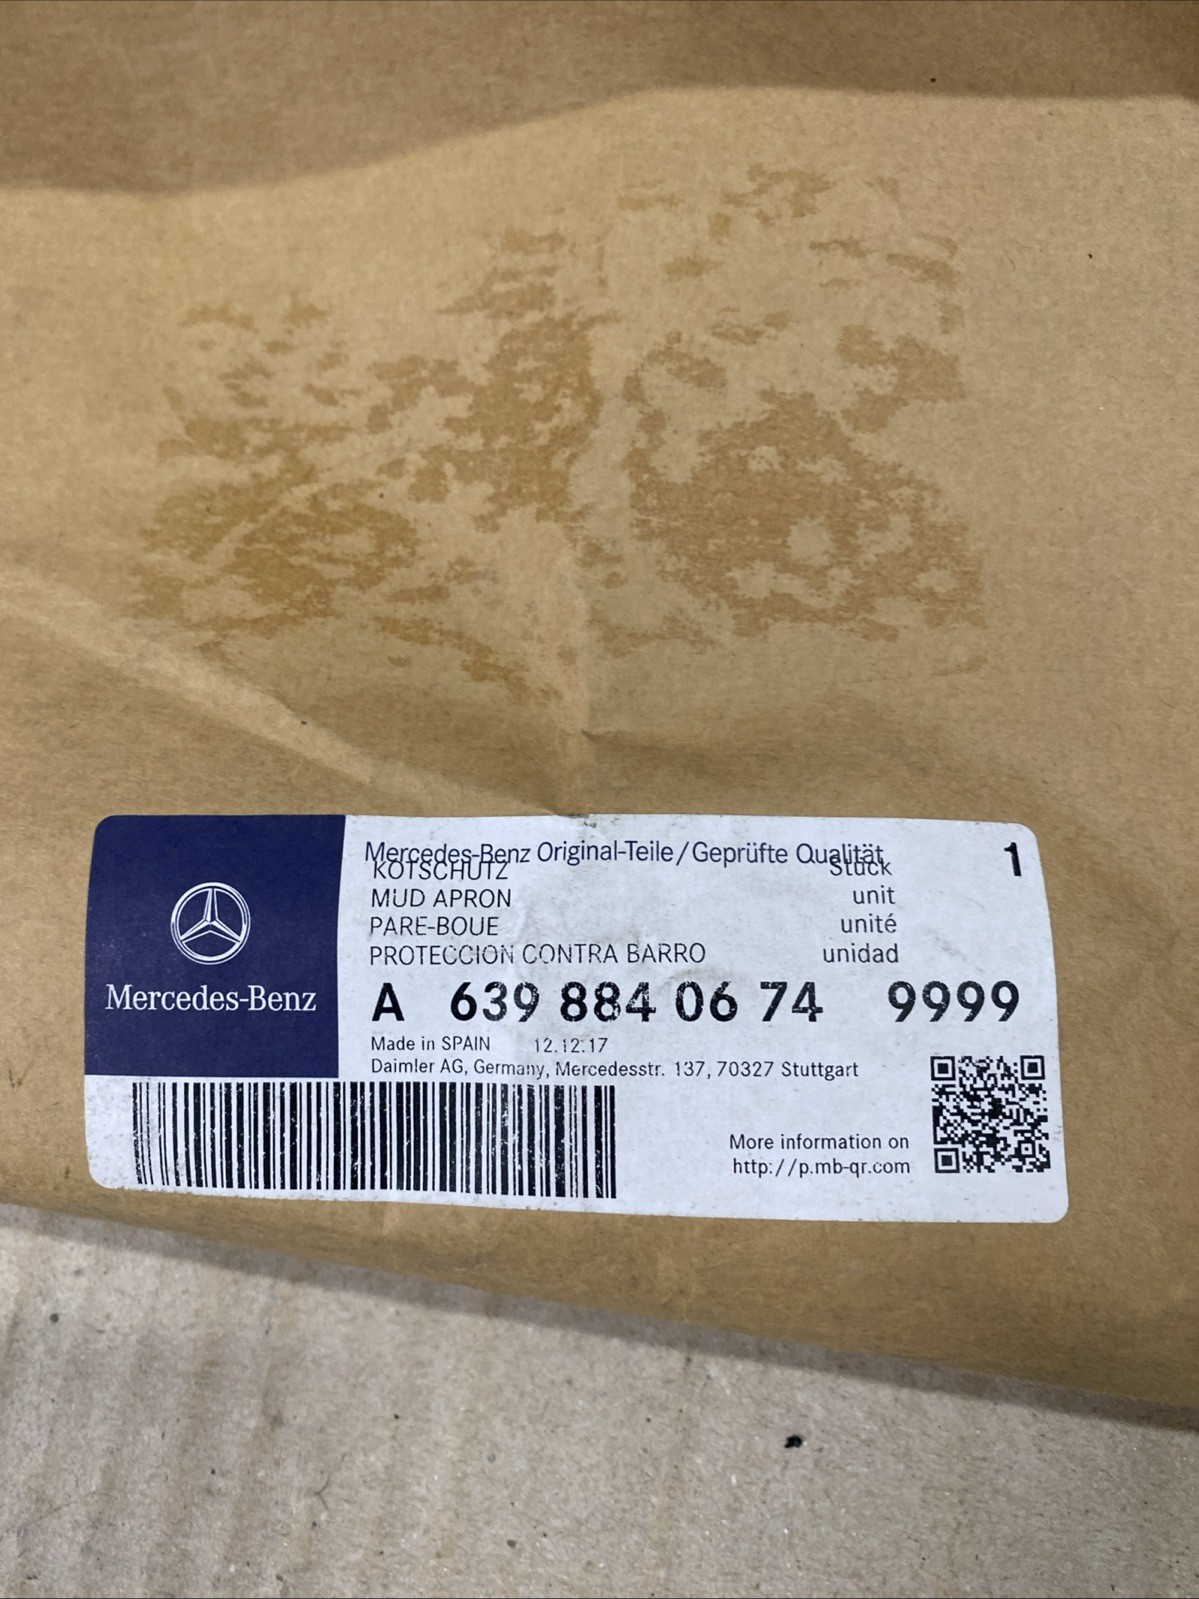 Mercedes-Benz
Mercedes-Benz Original-Teile/Geprüfte Qualität
1
KOTSCHUTZ Stück
MUD APRON unit
PARE-BOUE unité
PROTECCION CONTRA BARRO unidad
A 639 884 06 74 9999
Made in SPAIN 12.12.17
Daimler AG, Germany, Mercedesstr. 137, 70327 Stuttgart
More information on
http://p.mb-qr.com